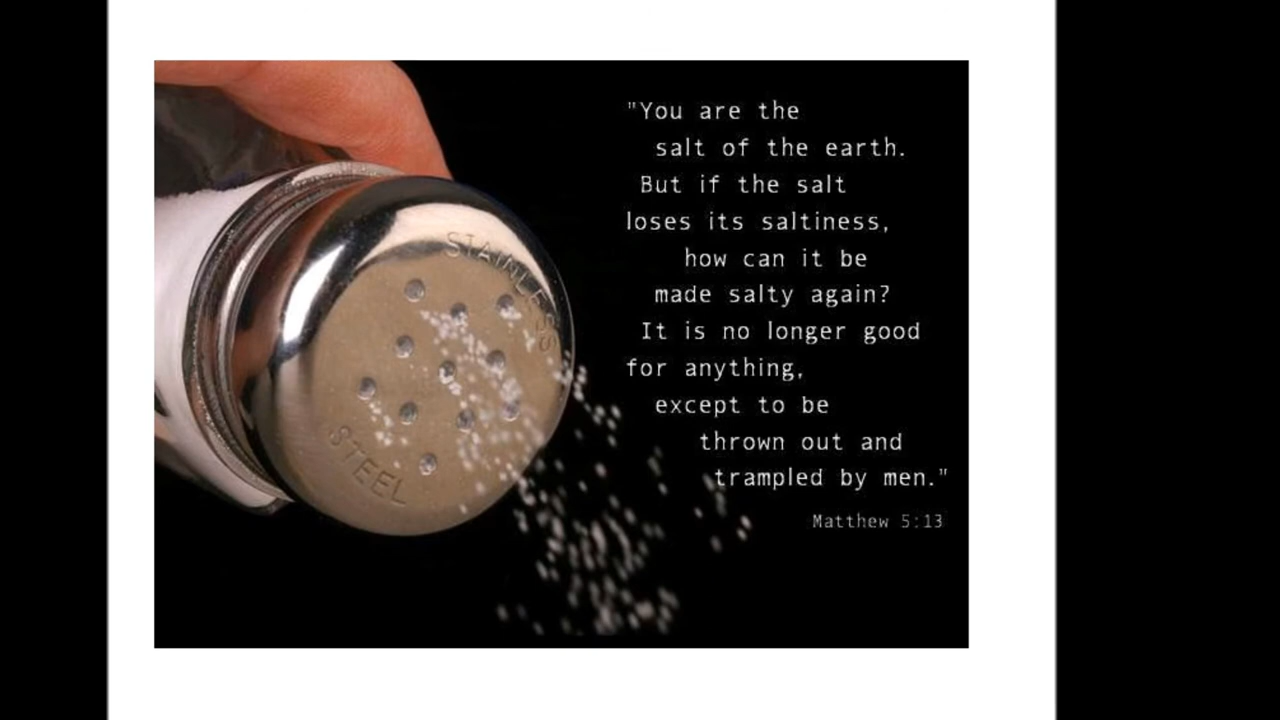 "You are the
salt of the earth.
But if the salt
loses its saltiness,
how can it be
made salty again?
It is no longer good
for anything,
except to be
thrown out and
trampled by men."
Matthew 5:13
STAINLESS
STEEL